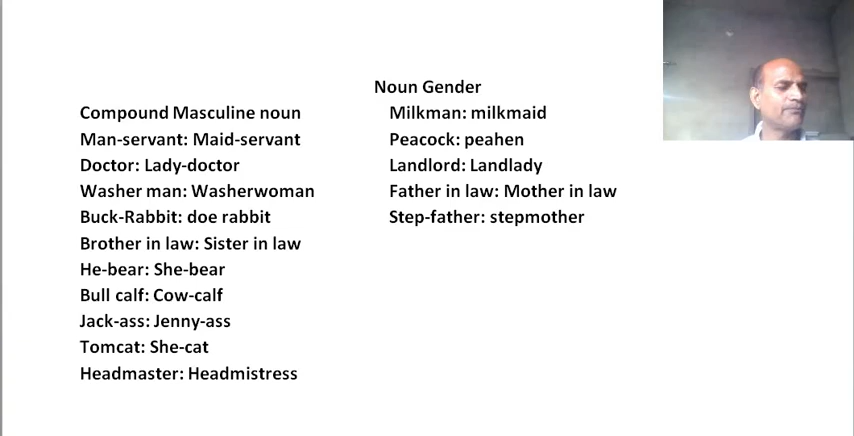 Noun Gender
Compound Masculine noun
Man-servant: Maid-servant
Doctor: Lady-doctor
Washer man: Washerwoman
Buck-Rabbit: doe rabbit
Brother in law: Sister in law
He-bear: She-bear
Bull calf: Cow-calf
Jack-ass: Jenny-ass
Tomcat: She-cat
Headmaster: Headmistress
Milkman: milkmaid
Peacock: peahen
Landlord: Landlady
Father in law: Mother in law
Step-father: stepmother